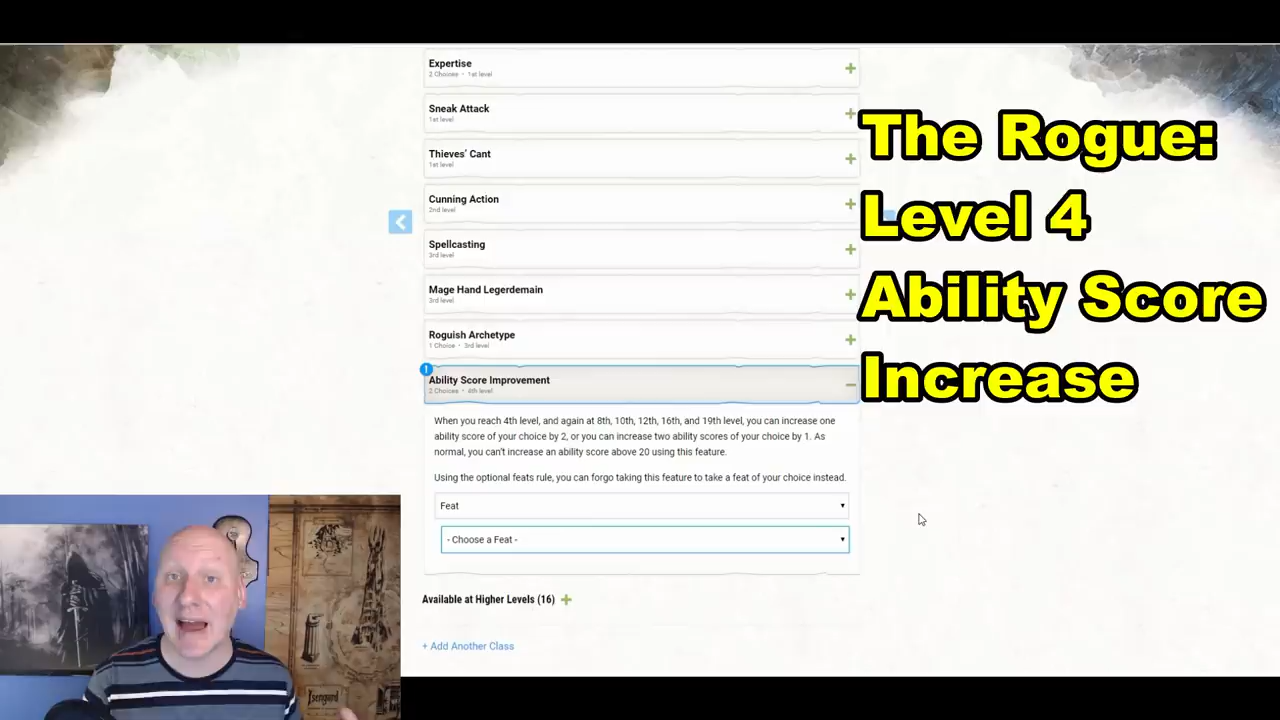 Expertise
2 Choices • 1st level
Sneak Attack
1st level
Thieves' Cant
1st level
Cunning Action
2nd level
Spellcasting
3rd level
Mage Hand Legerdemain
3rd level
Roguish Archetype
1 Choice • 3rd level
Ability Score Improvement
2 Choices • 4th level
When you reach 4th level, and again at 8th, 10th, 12th, 16th, and 19th level, you can increase one
ability score of your choice by 2, or you can increase two ability scores of your choice by 1. As
normal, you can't increase an ability score above 20 using this feature.
Using the optional feats rule, you can forgo taking this feature to take a feat of your choice instead.
Feat
- Choose a Feat -
Available at Higher Levels (16)
+ Add Another Class
The Rogue:
Level 4
Ability Score
Increase
Isengard